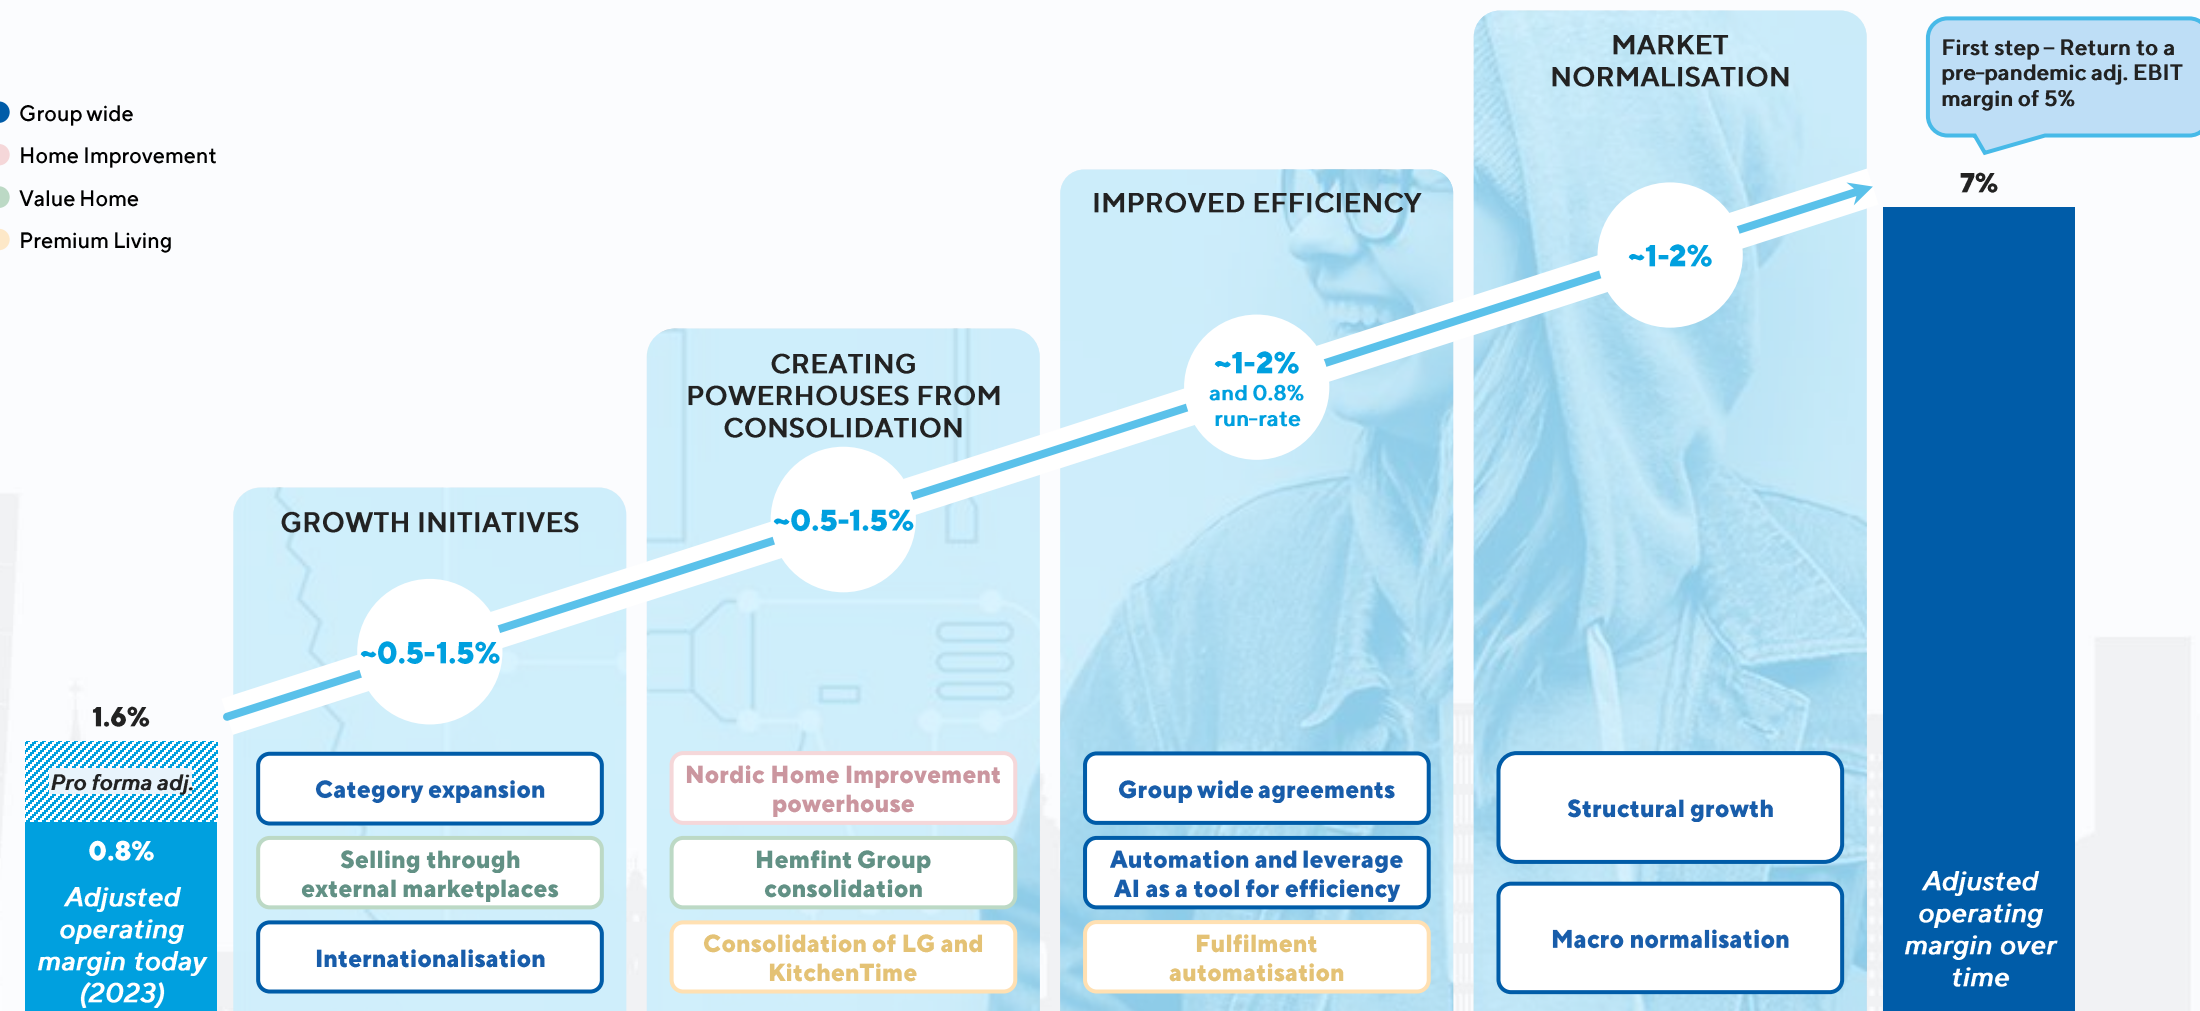 Group wide
Home Improvement
Value Home
Premium Living
1.6%
Pro forma adj.
0.8%
Adjusted
operating
margin today
(2023)
GROWTH INITIATIVES
~0.5-1.5%
Category expansion
Selling through
external marketplaces
Internationalisation
CREATING
POWERHOUSES FROM
CONSOLIDATION
~0.5-1.5%
Nordic Home Improvement
powerhouse
Hemfint Group
consolidation
Consolidation of LG and
KitchenTime
IMPROVED EFFICIENCY
~1-2%
and 0.8%
run-rate
Group wide agreements
Automation and leverage
AI as a tool for efficiency
Fulfilment
automatisation
MARKET
NORMALISATION
~1-2%
Structural growth
Macro normalisation
First step – Return to a
pre-pandemic adj. EBIT
margin of 5%
7%
Adjusted
operating
margin over
time